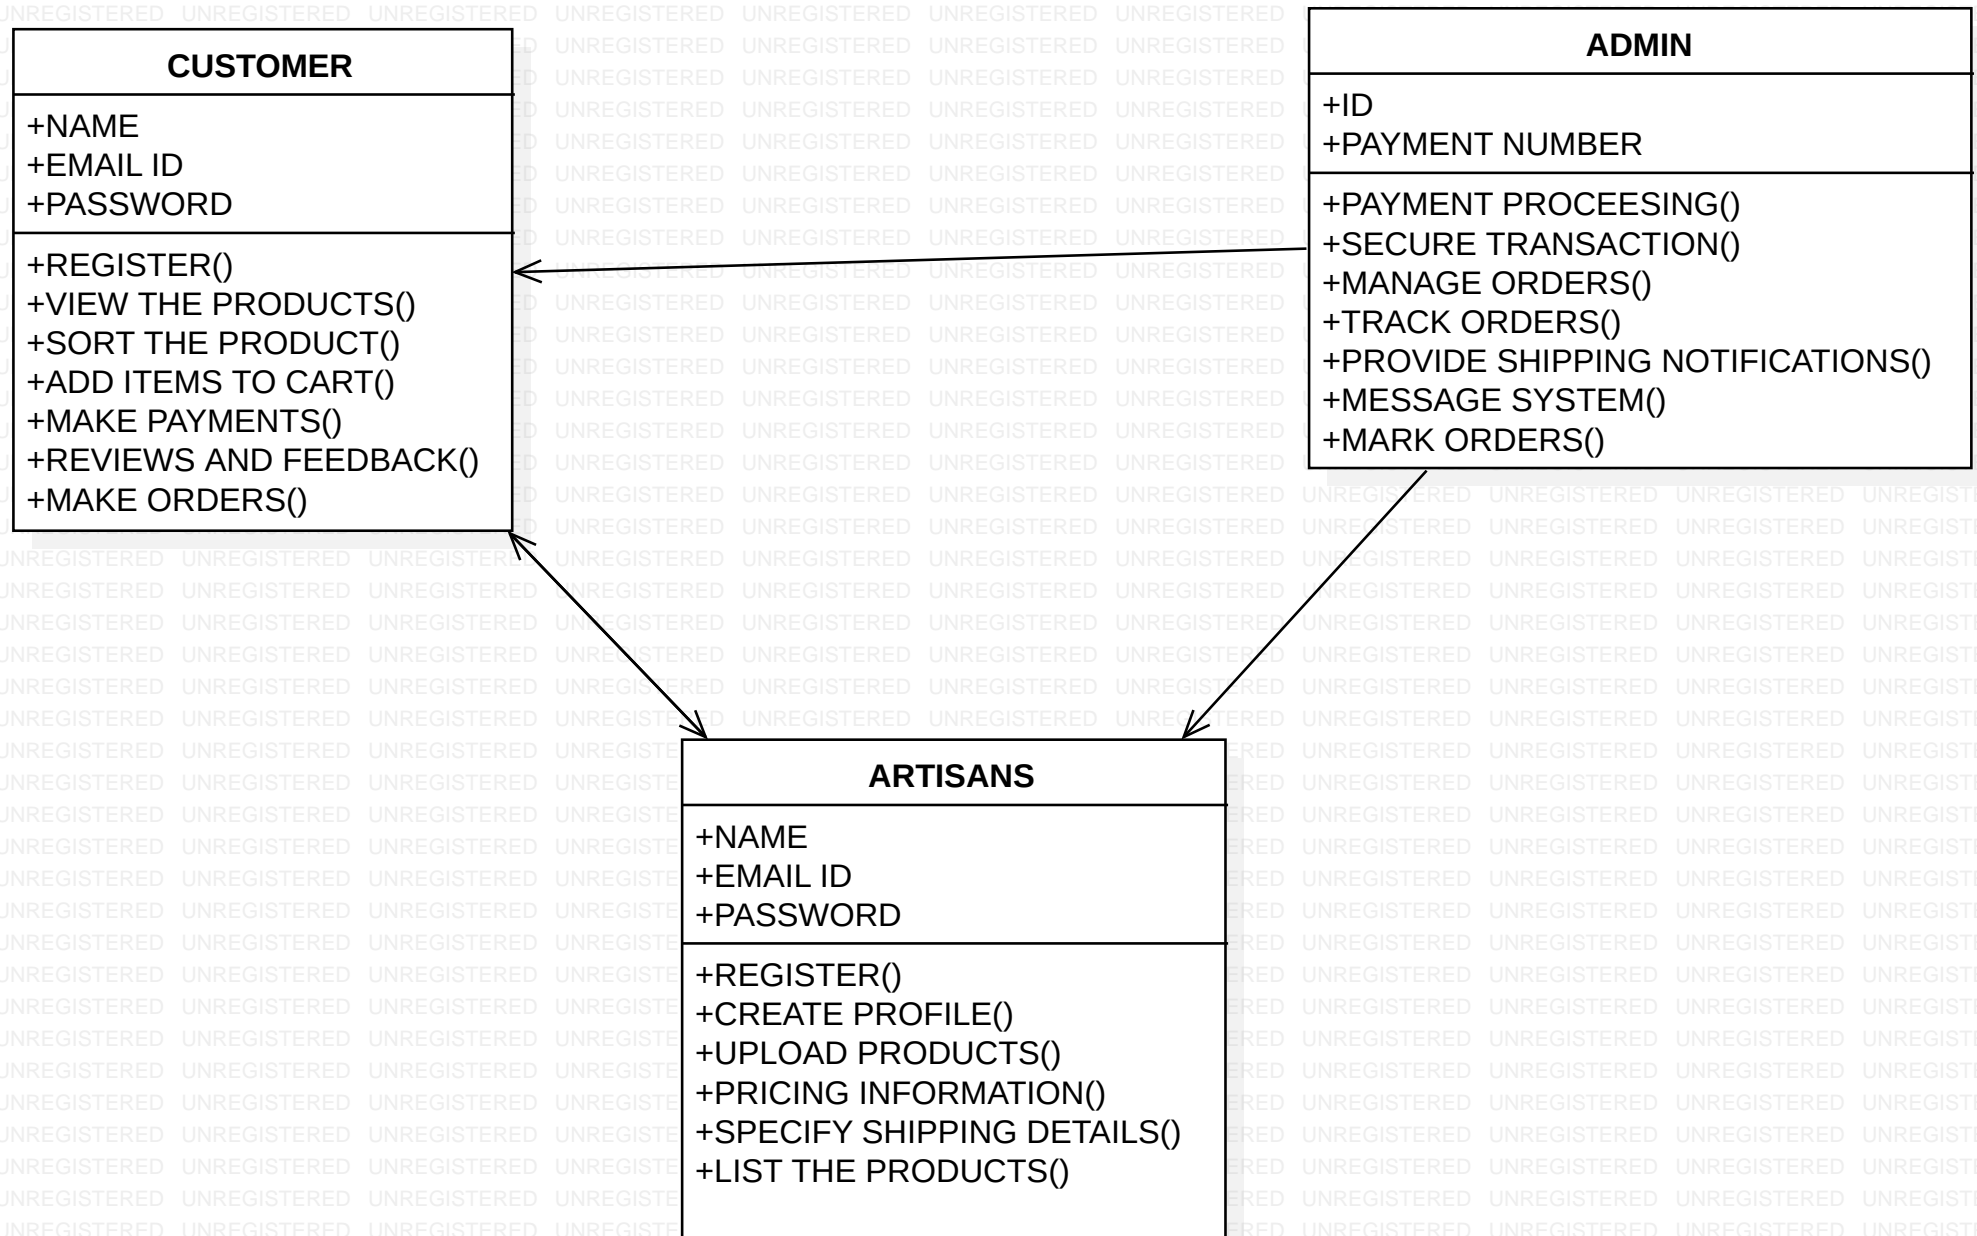 CUSTOMER
+NAME
+EMAIL ID
+PASSWORD
+REGISTER()
+VIEW THE PRODUCTS()
+SORT THE PRODUCT()
+ADD ITEMS TO CART()
+MAKE PAYMENTS()
+REVIEWS AND FEEDBACK()
+MAKE ORDERS()
ADMIN
+ID
+PAYMENT NUMBER
+PAYMENT PROCEESING()
+SECURE TRANSACTION()
+MANAGE ORDERS()
+TRACK ORDERS()
+PROVIDE SHIPPING NOTIFICATIONS()
+MESSAGE SYSTEM()
+MARK ORDERS()
ARTISANS
+NAME
+EMAIL ID
+PASSWORD
+REGISTER()
+CREATE PROFILE()
+UPLOAD PRODUCTS()
+PRICING INFORMATION()
+SPECIFY SHIPPING DETAILS()
+LIST THE PRODUCTS()
UNREGISTERED